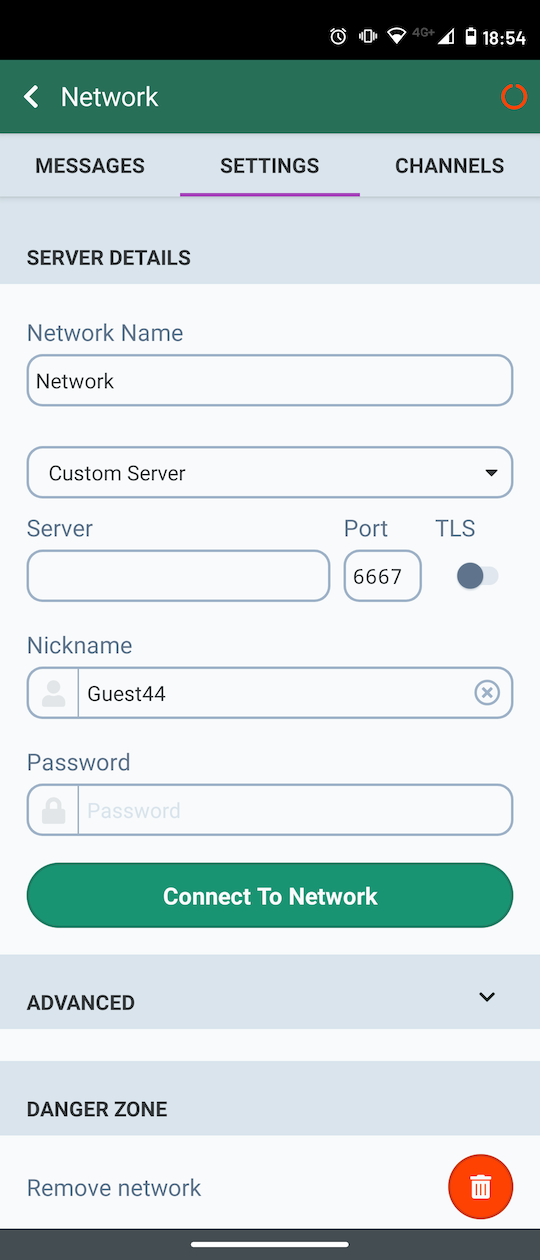 4G+ 18:54
Network
MESSAGES SETTINGS CHANNELS
SERVER DETAILS
Network Name
Network
Custom Server
Server Port TLS
6667
Nickname
Guest44
Password
Password
Connect To Network
ADVANCED
DANGER ZONE
Remove network